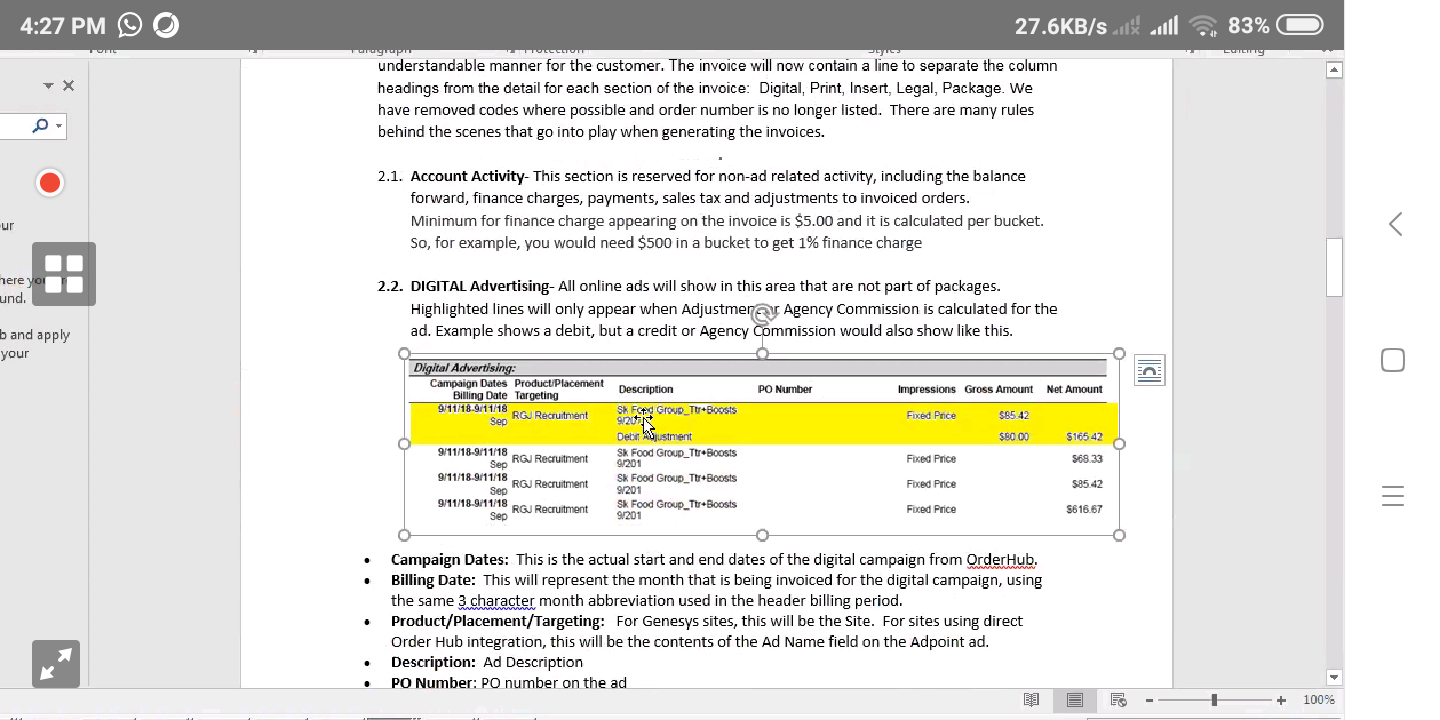 4:27 PM 27.6KB/s 83%
understandable manner for the customer. The invoice will now contain a line to separate the column
headings from the detail for each section of the invoice: Digital, Print, Insert, Legal, Package. We
have removed codes where possible and order number is no longer listed. There are many rules
behind the scenes that go into play when generating the invoices.
2.1. Account Activity- This section is reserved for non-ad related activity, including the balance
forward, finance charges, payments, sales tax and adjustments to invoiced orders.
Minimum for finance charge appearing on the invoice is $5.00 and it is calculated per bucket.
So, for example, you would need $500 in a bucket to get 1% finance charge
2.2. DIGITAL Advertising- All online ads will show in this area that are not part of packages.
Highlighted lines will only appear when Adjustment or Agency Commission is calculated for the
ad. Example shows a debit, but a credit or Agency Commission would also show like this.
Digital Advertising:
Campaign Dates Product/Placement Description PO Number Impressions Gross Amount Net Amount
Billing Date Targeting
9/11/18-9/11/18 RGJ Recruitment Sk Food Group_Ttr+Boosts Fixed Price $85.42
Sep
Debit Adjustment $80.00 $165.42
9/11/18-9/11/18 RGJ Recruitment Sk Food Group_Ttr+Boosts Fixed Price $68.33
Sep 9/201
9/11/18-9/11/18 RGJ Recruitment Sk Food Group_Ttr+Boosts Fixed Price $85.42
Sep 9/201
9/11/18-9/11/18 RGJ Recruitment Sk Food Group_Ttr+Boosts Fixed Price $616.67
Sep 9/201
Campaign Dates: This is the actual start and end dates of the digital campaign from OrderHub.
Billing Date: This will represent the month that is being invoiced for the digital campaign, using
the same 3 character month abbreviation used in the header billing period.
Product/Placement/Targeting: For Genesys sites, this will be the Site. For sites using direct
Order Hub integration, this will be the contents of the Ad Name field on the Adpoint ad.
Description: Ad Description
PO Number: PO number on the ad
b and apply
your
100%